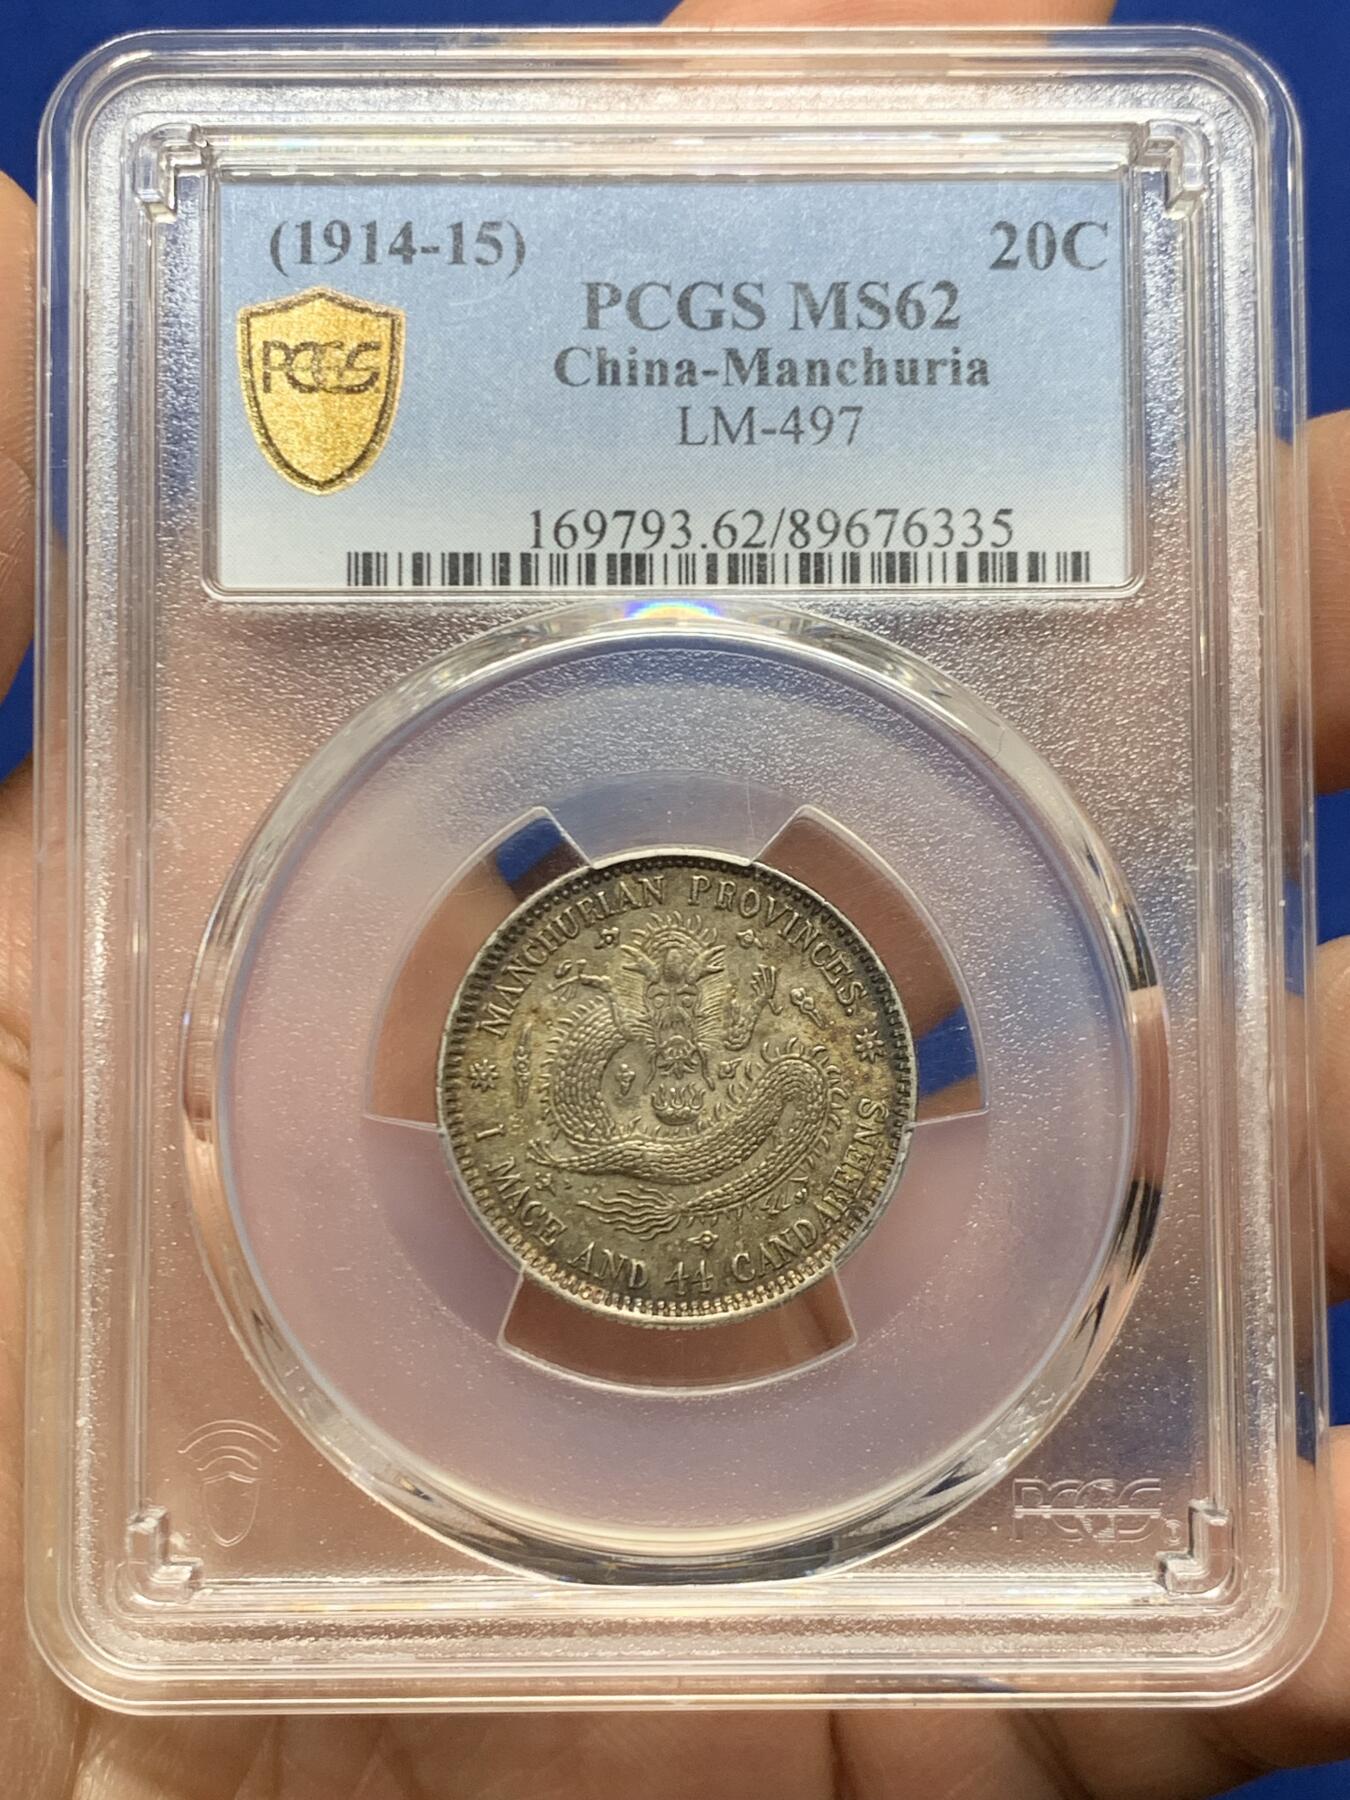 (1914-15) 20C
PCGS MS62
PCGS
China-Manchuria
LM-497
169793.62/89676335
MANCHURIAN PROVINCES.
1 MACE AND 44 CANDAREENS
PCGS